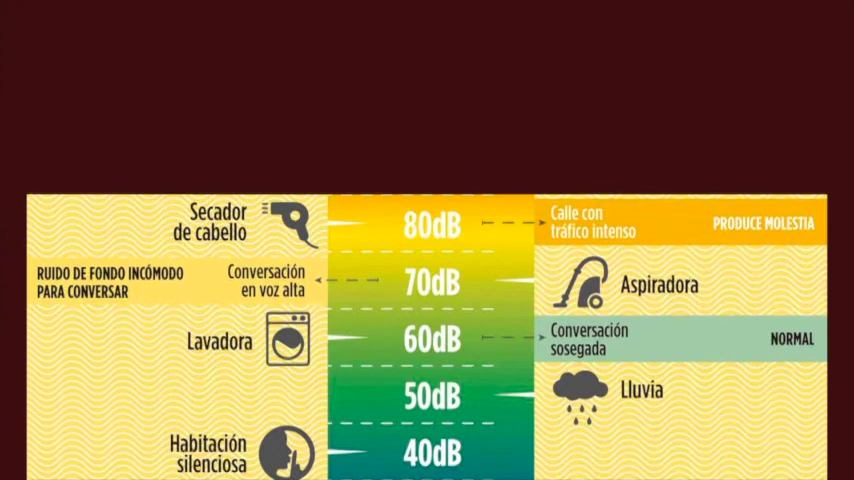 Secador
de cabello
80dB
Calle con
tráfico intenso
PRODUCE MOLESTIA
RUIDO DE FONDO INCÓMODO
PARA CONVERSAR
Conversación
en voz alta
70dB
Aspiradora
Lavadora
60dB
Conversación
sosegada
NORMAL
50dB
Lluvia
Habitación
silenciosa
40dB